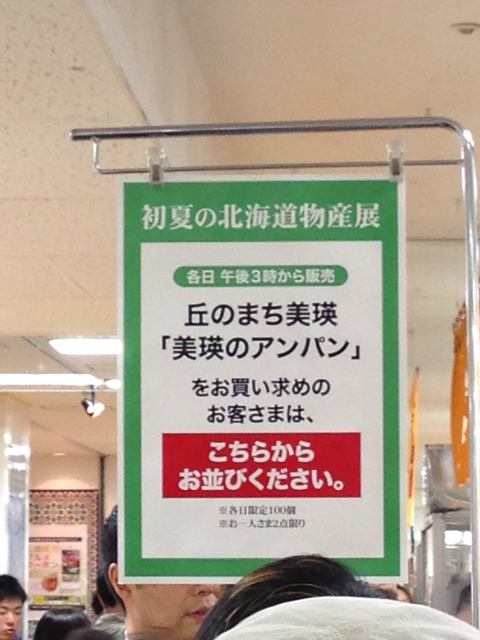 初夏の北海道物産展
各日 午後3時から販売
丘のまち美瑛
「美瑛のアンパン」
をお買い求めの
お客さまは、
こちらから
お並びください。
※各日限定100個
※お一人さま2点限り